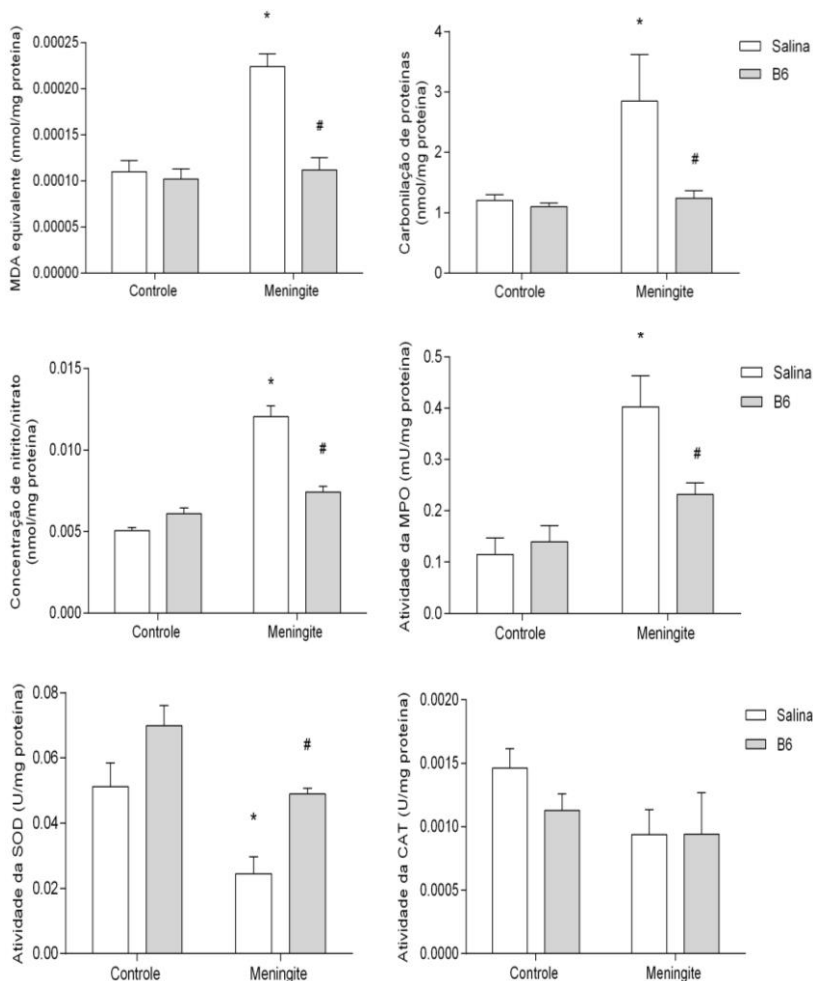 MDA equivalente (nmol/mg proteína)
0.00025
0.00020
0.00015
0.00010
0.00005
0.00000
*
#
Controle
Meningite
Carbonilação de proteínas
(nmol/mg proteína)
4
3
2
1
0
*
#
Controle
Meningite
Salina
B6
Concentração de nitrito/nitrato
(nmol/mg proteína)
0.015
0.010
0.005
0.000
*
#
Controle
Meningite
Atividade da MPO (mU/mg proteína)
0.5
0.4
0.3
0.2
0.1
0.0
*
#
Controle
Meningite
Salina
B6
Atividade da SOD (U/mg proteína)
0.08
0.06
0.04
0.02
0.00
*
#
Controle
Meningite
Atividade da CAT (U/mg proteína)
0.0020
0.0015
0.0010
0.0005
0.0000
Controle
Meningite
Salina
B6